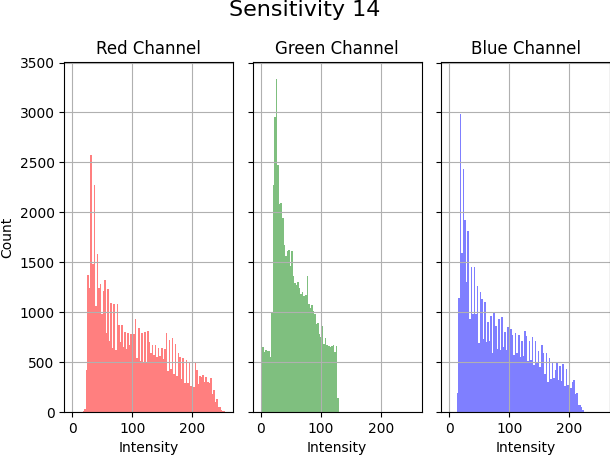 Sensitivity 14
Red Channel
Green Channel
Blue Channel
Count
3500
3000
2500
2000
1500
1000
500
0
0 100 200
0 100 200
0 100 200
Intensity
Intensity
Intensity